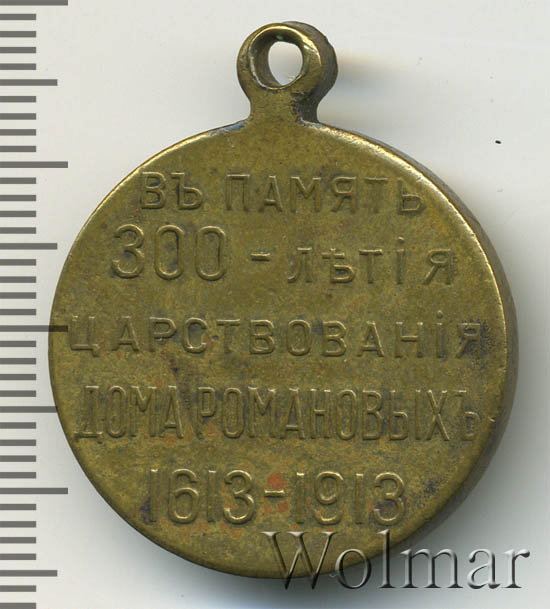 ВЪ ПАМЯТЬ
300-ЛѢТІЯ
ЦАРСТВОВАНІЯ
ДОМА РОМАНОВЫХЪ
1613-1913
Wolmar